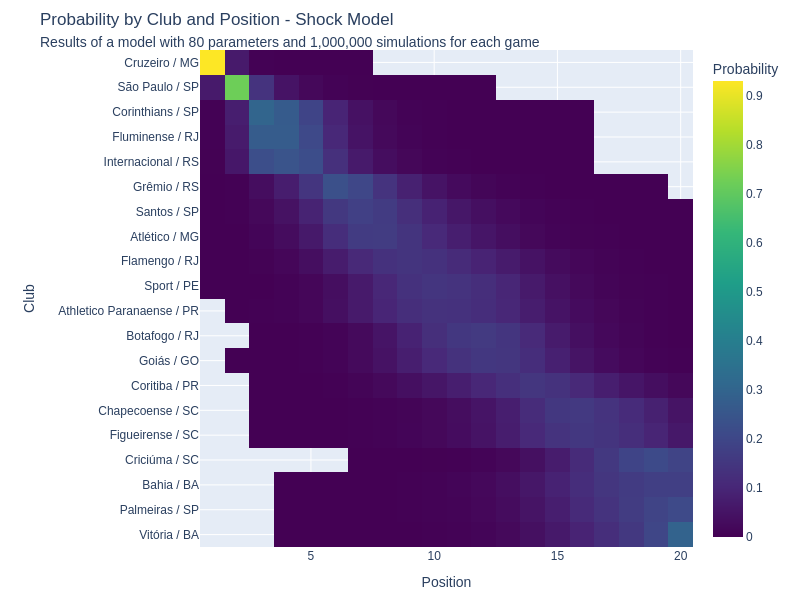 Probability by Club and Position - Shock Model
Results of a model with 80 parameters and 1,000,000 simulations for each game
Probability
Club
Cruzeiro / MG
São Paulo / SP
Corinthians / SP
Fluminense / RJ
Internacional / RS
Grêmio / RS
Santos / SP
Atlético / MG
Flamengo / RJ
Sport / PE
Athletico Paranaense / PR
Botafogo / RJ
Goiás / GO
Coritiba / PR
Chapecoense / SC
Figueirense / SC
Criciúma / SC
Bahia / BA
Palmeiras / SP
Vitória / BA
5 10 15 20
Position
0.9
0.8
0.7
0.6
0.5
0.4
0.3
0.2
0.1
0